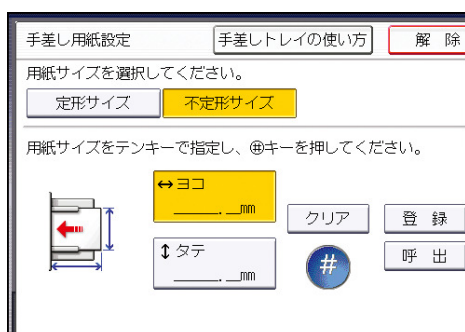 手差し用紙設定
手差しトレイの使い方
解 除
用紙サイズを選択してください。
定形サイズ
不定形サイズ
用紙サイズをテンキーで指定し、⊕キーを押してください。
↔ヨコ
_____.__mm
クリア
登 録
↕タテ
_____.__mm
#
呼 出